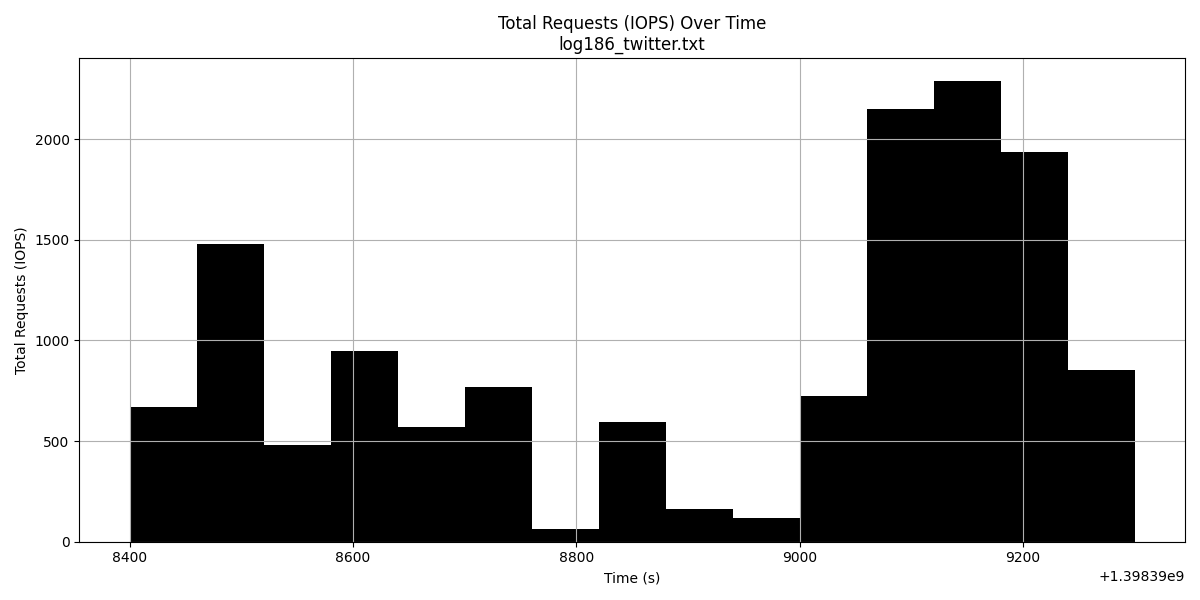 Total Requests (IOPS) Over Time
log186_twitter.txt
Total Requests (IOPS)
2000
1500
1000
500
0
8400 8600 8800 9000 9200
Time (s)
+1.39839e9